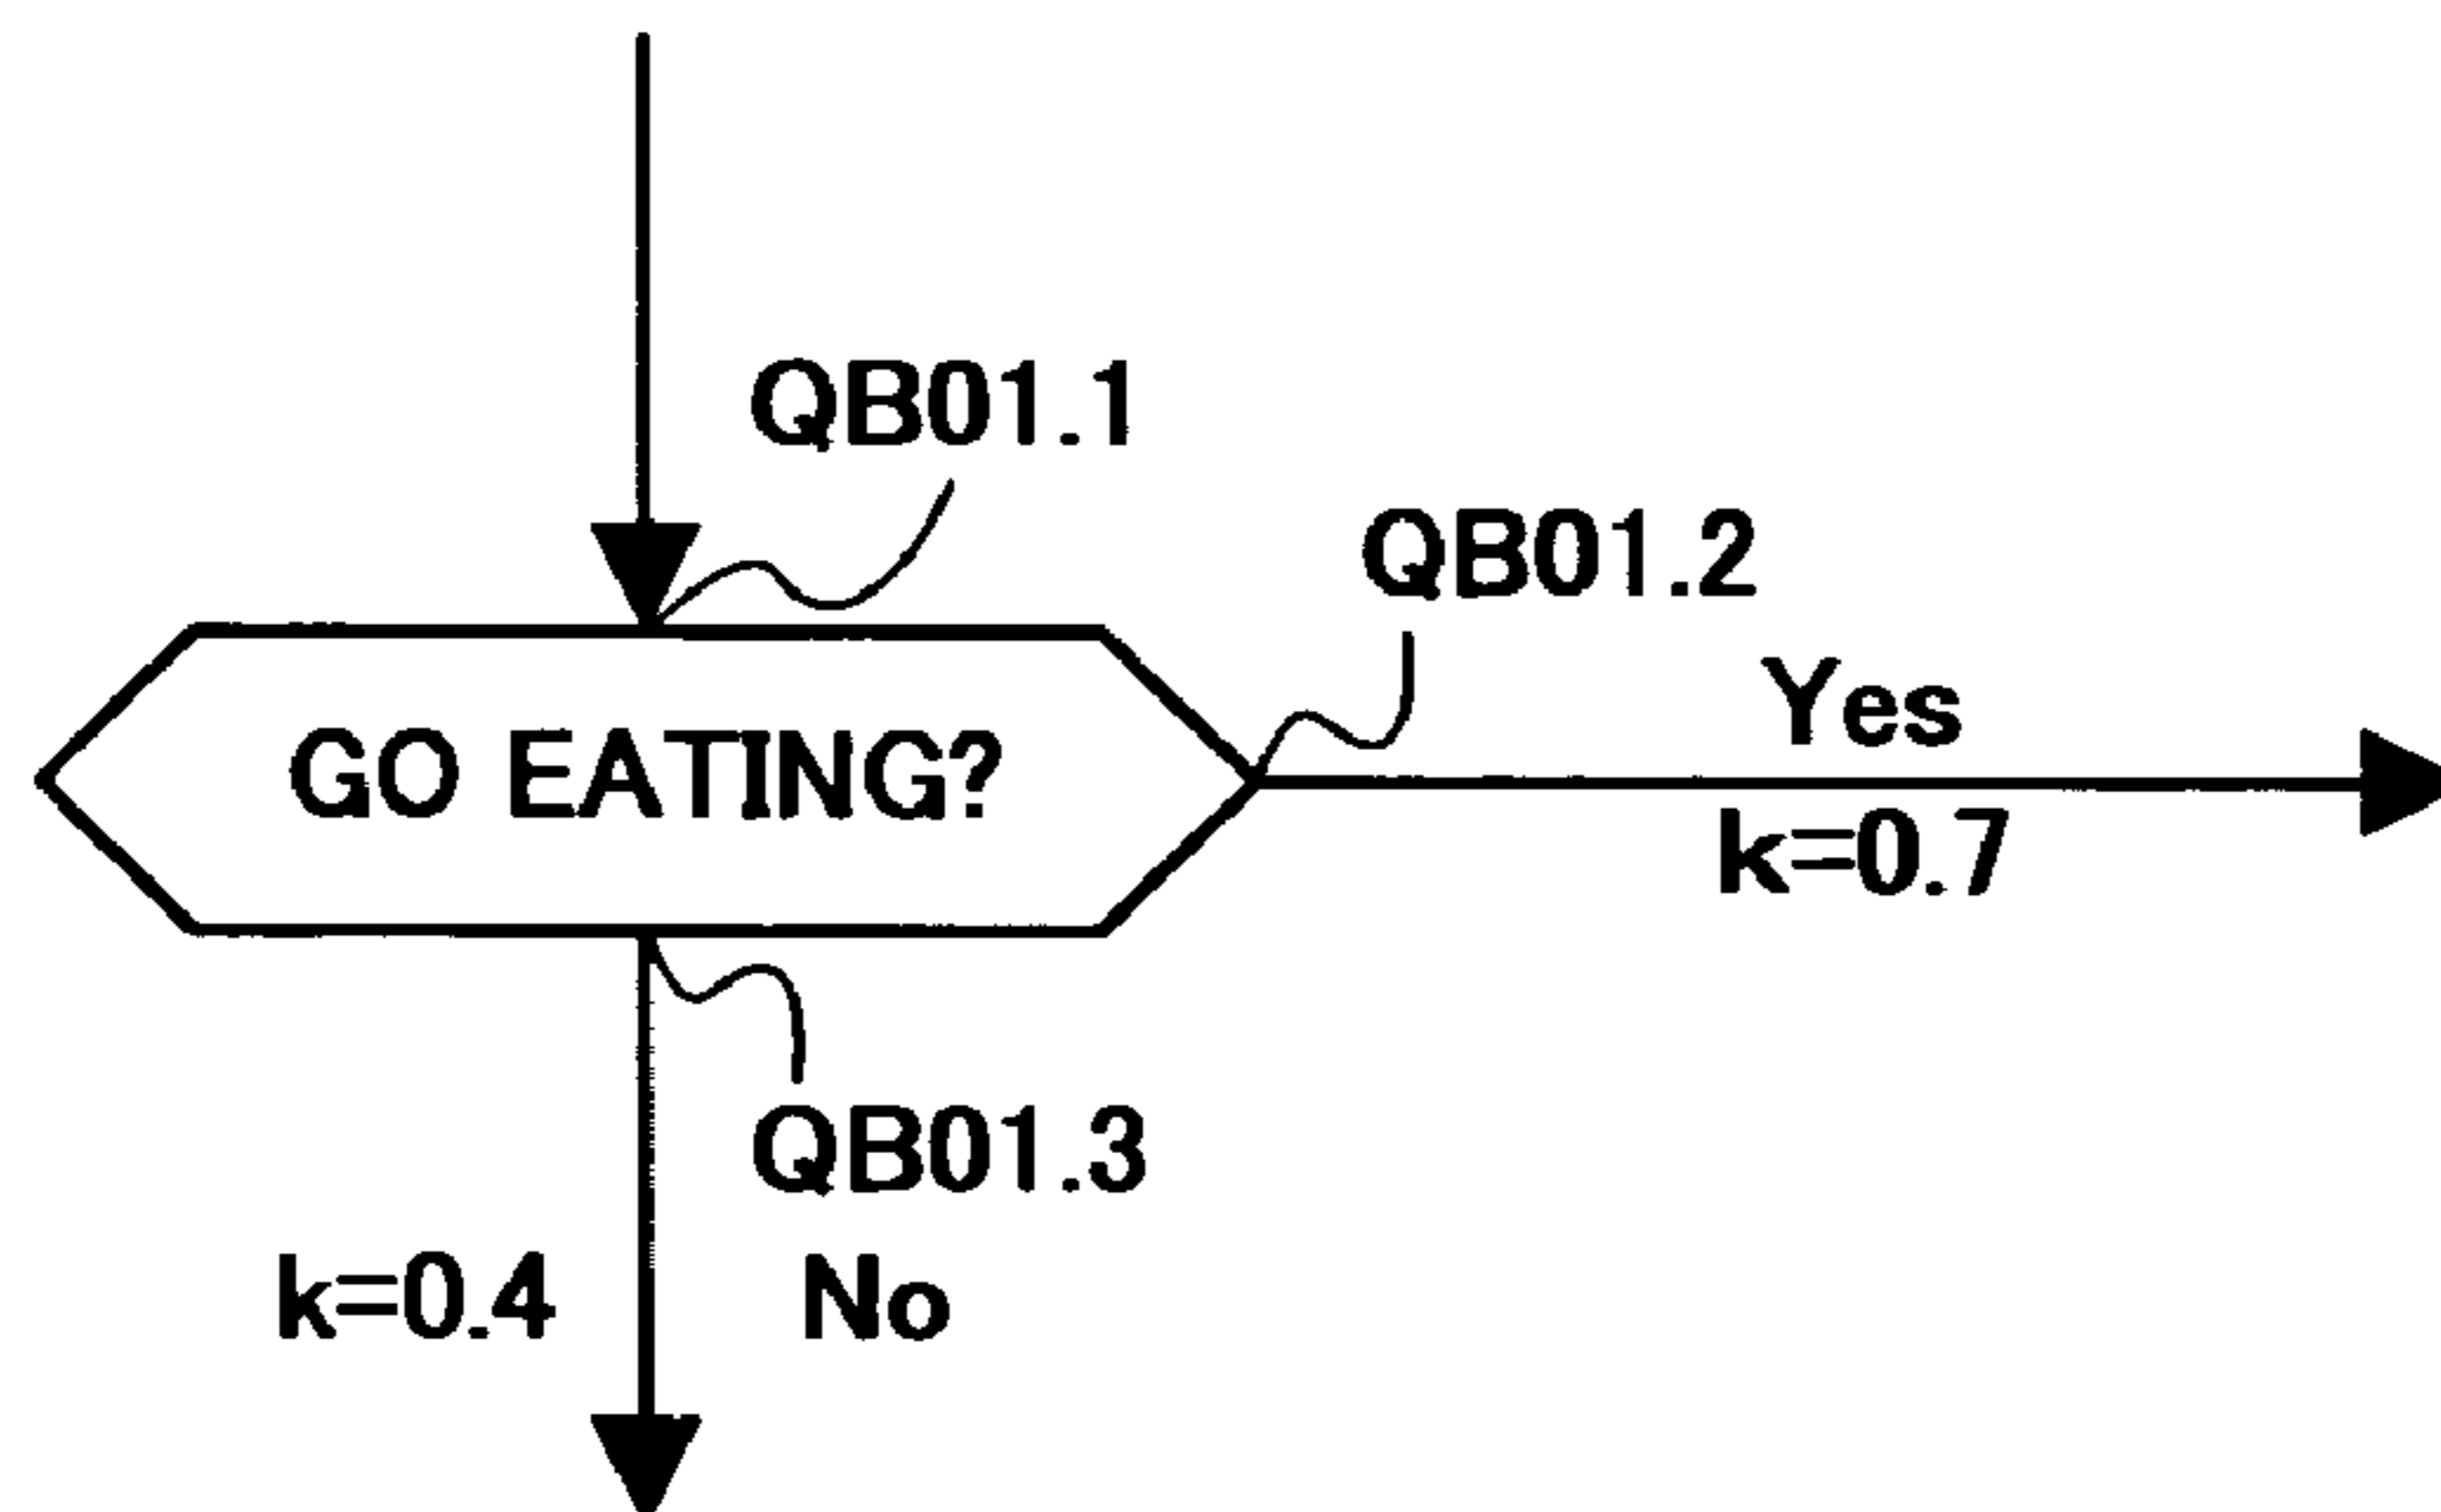 QB01.1
QB01.2
Yes
GO EATING?
k=0.7
QB01.3
k=0.4
No